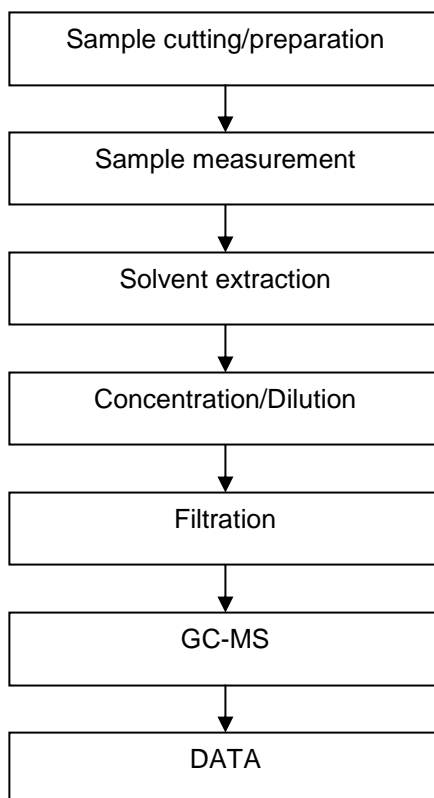 Sample cutting/preparation
Sample measurement
Solvent extraction
Concentration/Dilution
Filtration
GC-MS
DATA